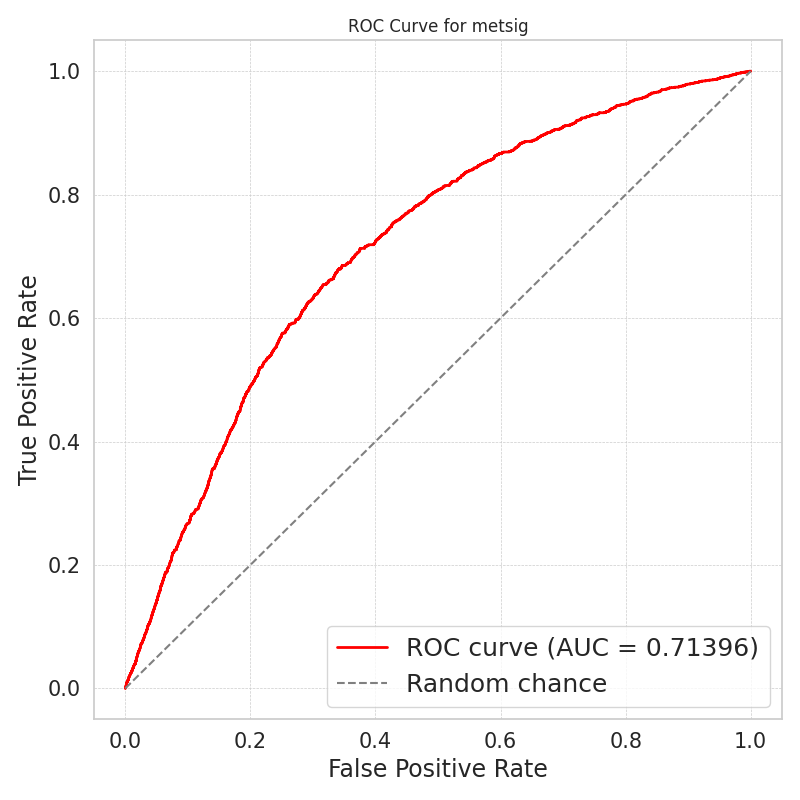 ROC Curve for metsig
1.0
0.8
0.6
0.4
0.2
0.0
True Positive Rate
ROC curve (AUC = 0.71396)
Random chance
0.0 0.2 0.4 0.6 0.8 1.0
False Positive Rate